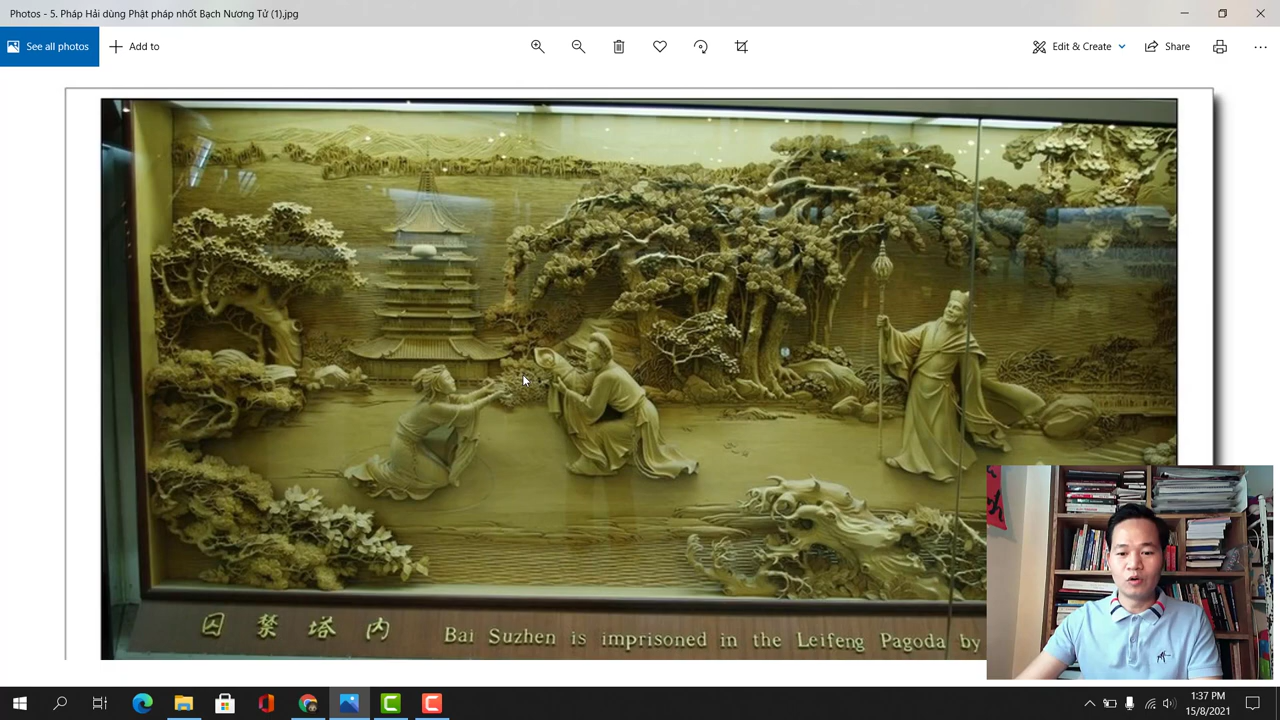 Photos - 5. Pháp Hải dùng Phật pháp nhốt Bạch Nương Tử (1).jpg
See all photos
Add to
Edit & Create
Share
囚禁塔内
Bai Suzhen is imprisoned in the Leifeng Pagoda by
1:37 PM
15/8/2021